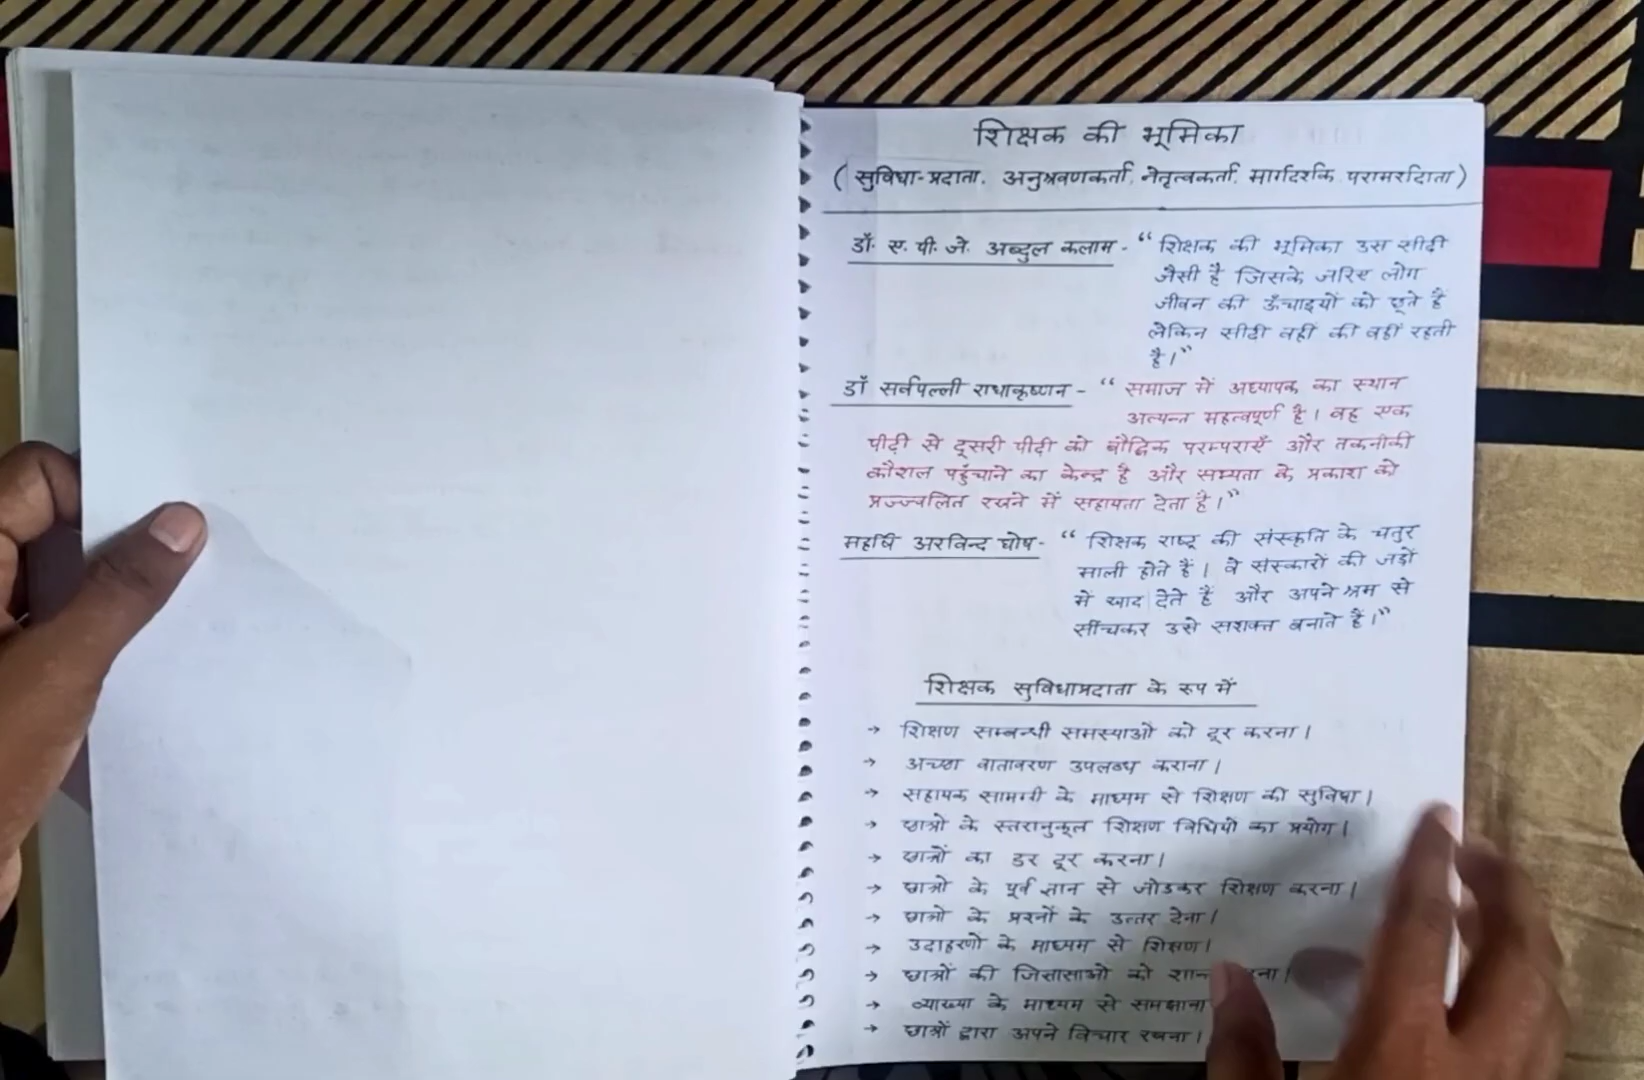 शिक्षक की भूमिका
( सुविधा-प्रदाता, अनुश्रवणकर्ता, नेतृत्वकर्ता, मार्गदर्शक, परामर्शदाता )
डॉ. ए. पी. जे. अब्दुल कलाम - “ शिक्षक की भूमिका उस सीढ़ी
जैसी है जिसके जरिए लोग
जीवन की ऊँचाइयों को छूते हैं
लेकिन सीढ़ी वहीं की वहीं रहती
है।”
डॉ सर्वपल्ली राधाकृष्णन - “ समाज में अध्यापक का स्थान
अत्यन्त महत्वपूर्ण है। वह एक
पीढ़ी से दूसरी पीढ़ी को बौद्धिक परम्पराएँ और तकनीकी
कौशल पहुंचाने का केन्द्र है और सभ्यता के प्रकाश को
प्रज्ज्वलित रखने में सहायता देता है।”
महर्षि अरविन्द घोष - “ शिक्षक राष्ट्र की संस्कृति के चतुर
माली होते हैं। वे संस्कारों की जड़ों
में खाद देते हैं और अपने श्रम से
सींचकर उसे सशक्त बनाते हैं।”
शिक्षक सुविधाप्रदाता के रूप में
→ शिक्षण सम्बन्धी समस्याओं को दूर करना।
→ अच्छा वातावरण उपलब्ध कराना।
→ सहायक सामग्री के माध्यम से शिक्षण की सुविधा।
→ छात्रों के स्तरानुकूल शिक्षण विधियों का प्रयोग।
→ छात्रों का डर दूर करना।
→ छात्रों के पूर्व ज्ञान से जोडकर शिक्षण करना।
→ छात्रों के प्रश्नों के उत्तर देना।
→ उदाहरणों के माध्यम से शिक्षण।
→ छात्रों की जिज्ञासाओं को
→ व्याख्या के माध्यम से समझाना
→ छात्रों द्वारा अपने विचार रखना।